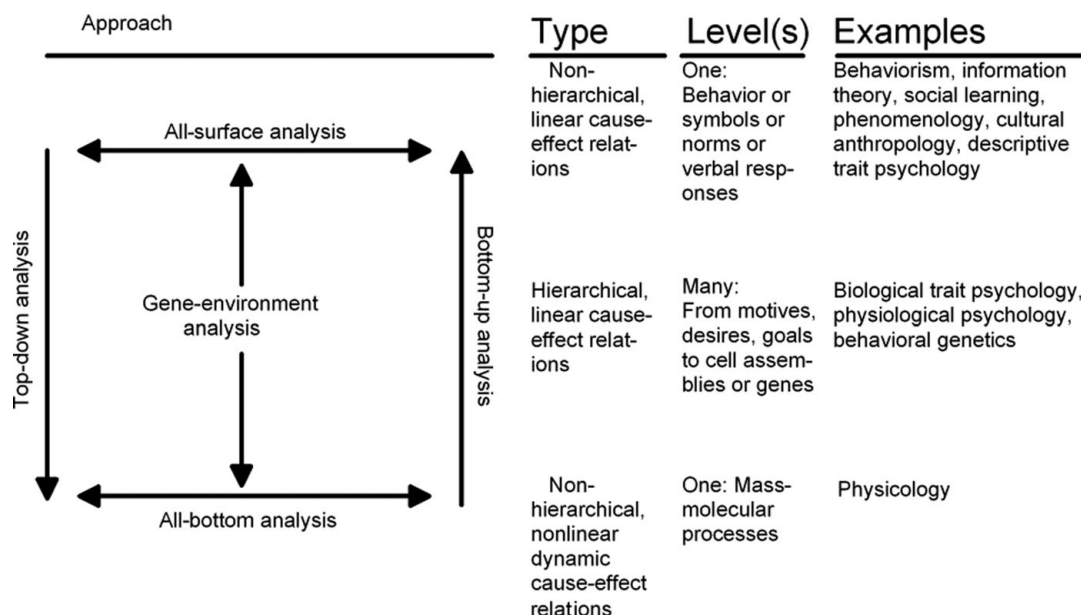 Approach
Type
Level(s)
Examples
Non-
hierarchical,
linear cause-
effect relat-
ions
One:
Behavior or
symbols or
norms or
verbal resp-
onses
Behaviorism, information
theory, social learning,
phenomenology, cultural
anthropology, descriptive
trait psychology
All-surface analysis
Top-down analysis
Gene-environment
analysis
Bottom-up analysis
Hierarchical,
linear cause-
effect relat-
ions
Many:
From motives,
desires, goals
to cell assem-
blies or genes
Biological trait psychology,
physiological psychology,
behavioral genetics
All-bottom analysis
Non-
hierarchical,
nonlinear
dynamic
cause-effect
relations
One: Mass-
molecular
processes
Physicology